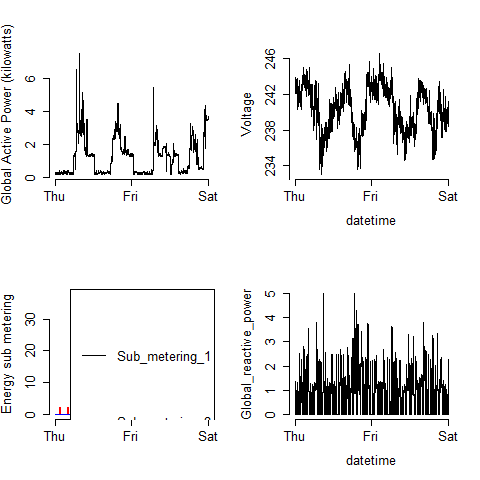 Global Active Power (kilowatts)
0 2 4 6
Thu Fri Sat
Voltage
234 238 242 246
Thu Fri Sat
datetime
Energy sub metering
0 10 20 30
Sub_metering_1
Thu Fri Sat
Global_reactive_power
0 1 2 3 4 5
Thu Fri Sat
datetime